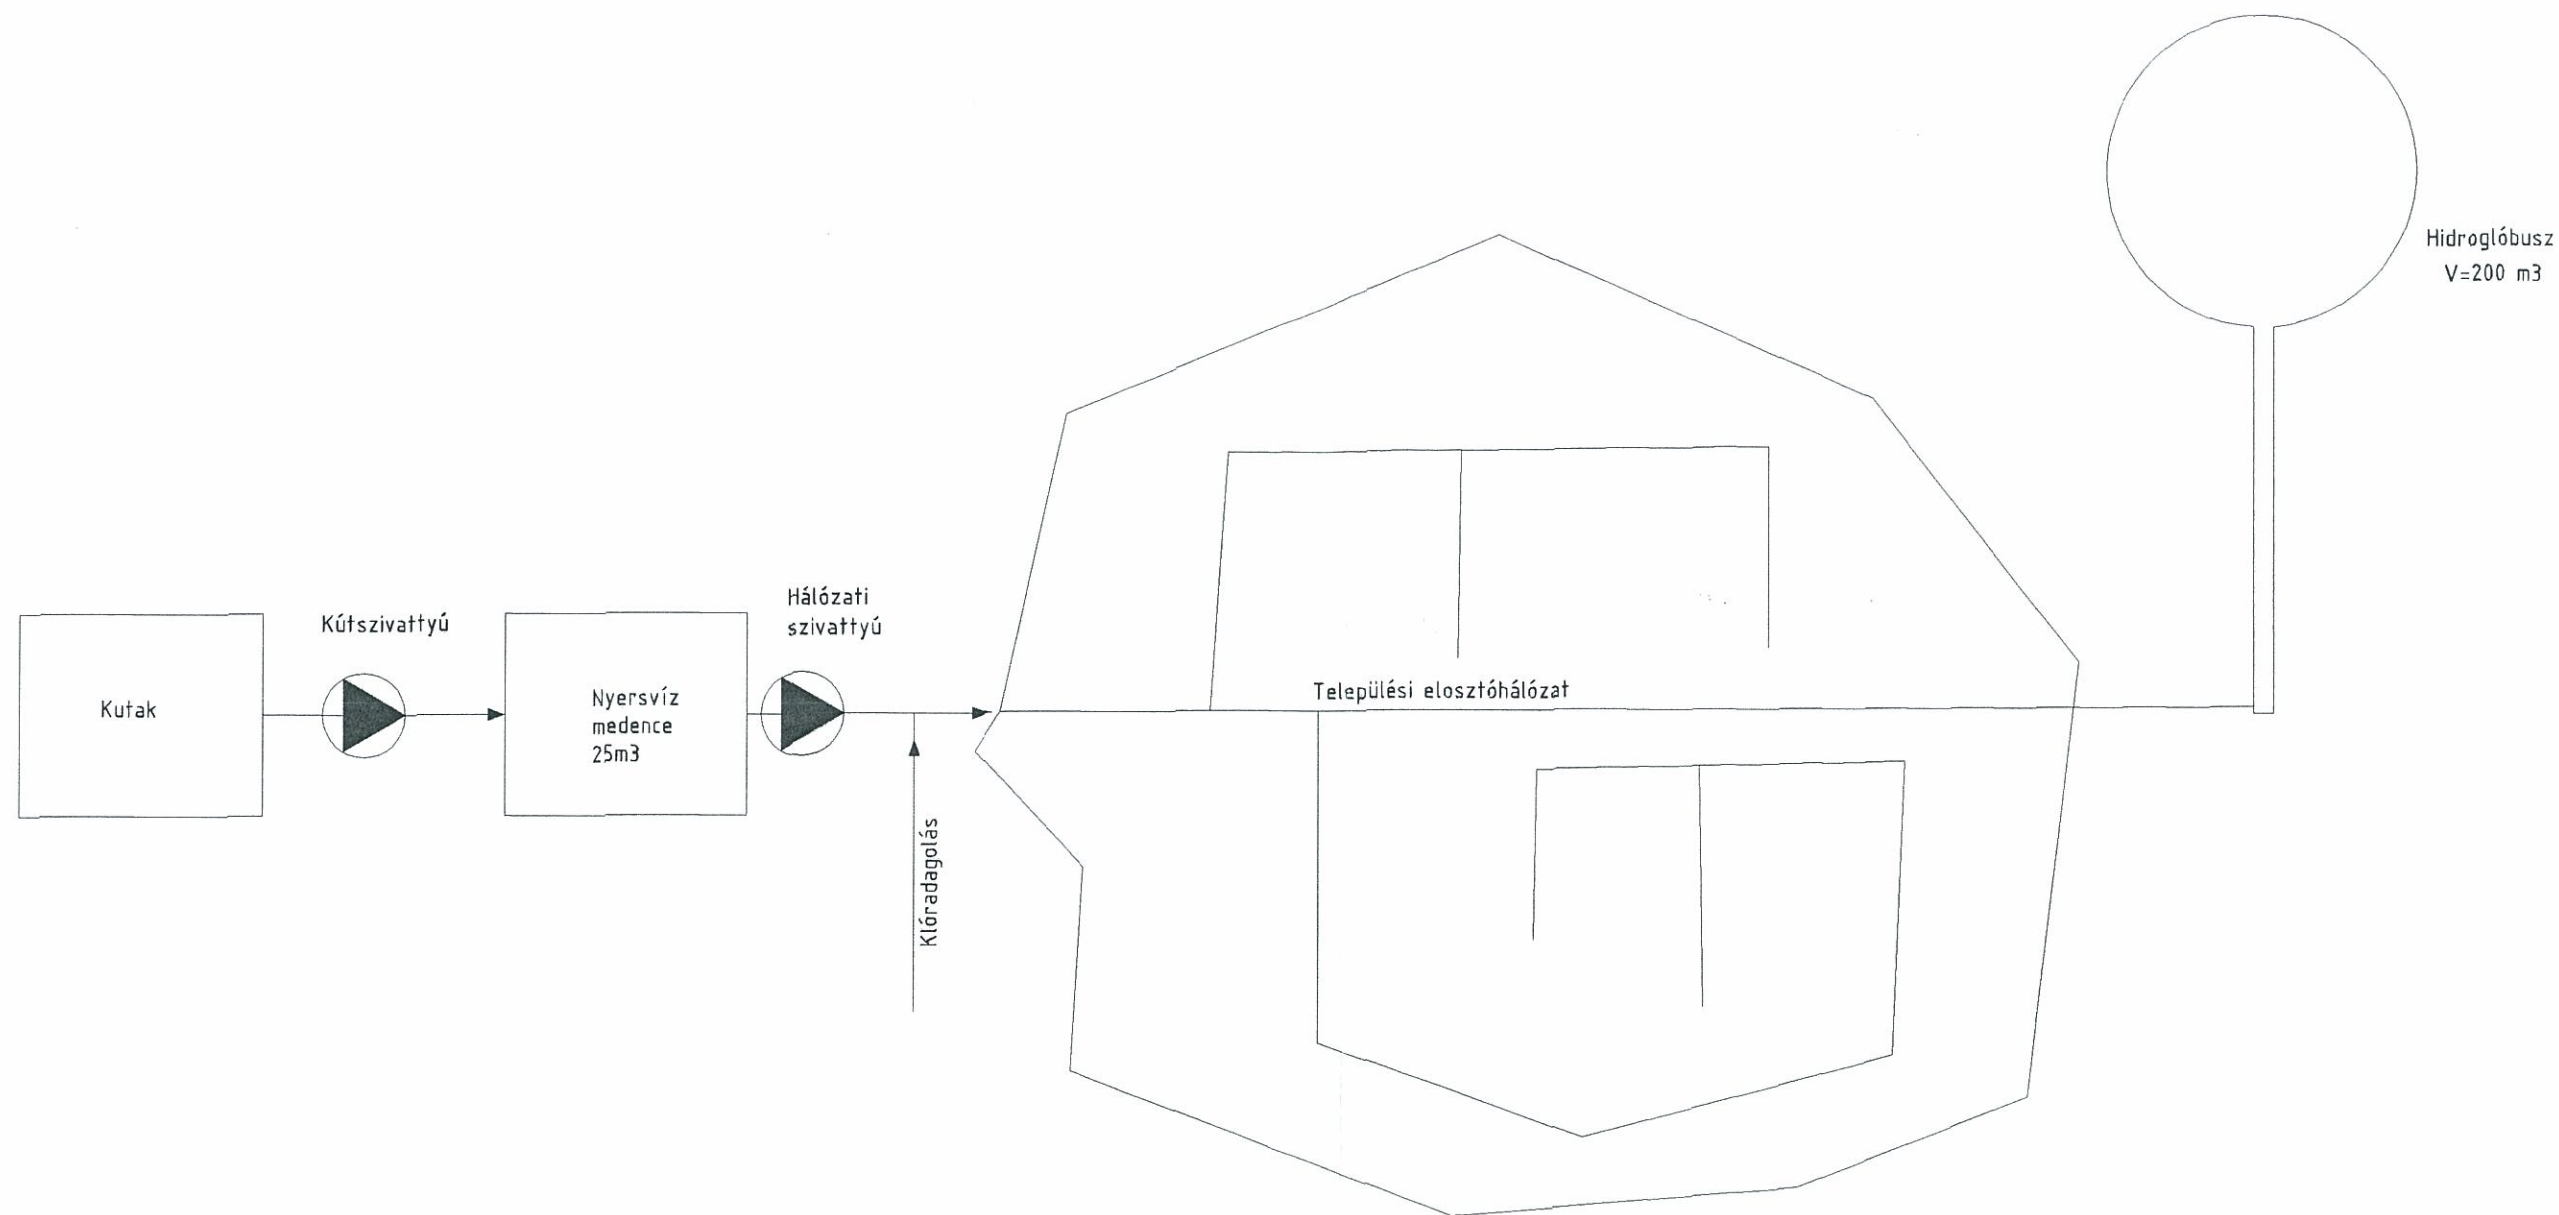 Kutak
Kútszivattyú
Nyersvíz
medence
25m3
Hálózati
szivattyú
Klóradagolás
Települési elosztóhálózat
Hidroglóbusz
V=200 m3